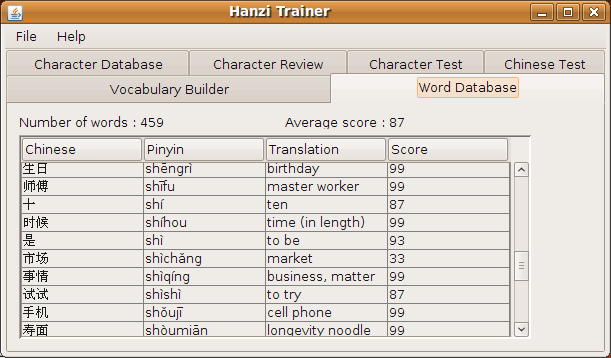 Hanzi Trainer
File Help
Character Database Character Review Character Test Chinese Test
Vocabulary Builder Word Database
Number of words : 459 Average score : 87
Chinese Pinyin Translation Score
生日 shēngrì birthday 99
师傅 shīfu master worker 99
十 shí ten 87
时候 shíhou time (in length) 99
是 shì to be 93
市场 shìchǎng market 33
事情 shìqíng business, matter 99
试试 shìshì to try 87
手机 shǒujī cell phone 99
寿面 shòumiān longevity noodle 99